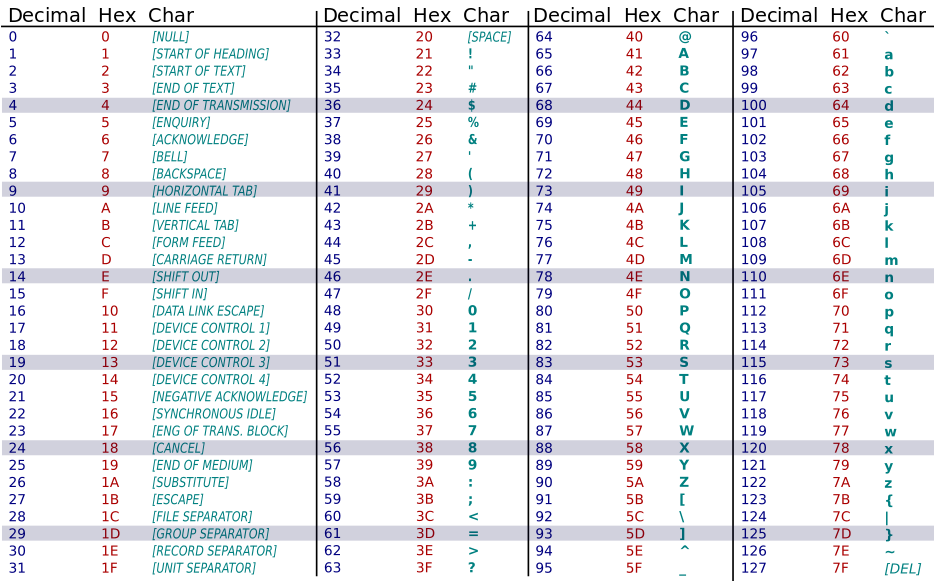 Decimal Hex Char Decimal Hex Char Decimal Hex Char Decimal Hex Char
0 0 [NULL] 32 20 [SPACE] 64 40 @ 96 60 `
1 1 [START OF HEADING] 33 21 ! 65 41 A 97 61 a
2 2 [START OF TEXT] 34 22 " 66 42 B 98 62 b
3 3 [END OF TEXT] 35 23 # 67 43 C 99 63 c
4 4 [END OF TRANSMISSION] 36 24 $ 68 44 D 100 64 d
5 5 [ENQUIRY] 37 25 % 69 45 E 101 65 e
6 6 [ACKNOWLEDGE] 38 26 & 70 46 F 102 66 f
7 7 [BELL] 39 27 ' 71 47 G 103 67 g
8 8 [BACKSPACE] 40 28 ( 72 48 H 104 68 h
9 9 [HORIZONTAL TAB] 41 29 ) 73 49 I 105 69 i
10 A [LINE FEED] 42 2A * 74 4A J 106 6A j
11 B [VERTICAL TAB] 43 2B + 75 4B K 107 6B k
12 C [FORM FEED] 44 2C , 76 4C L 108 6C l
13 D [CARRIAGE RETURN] 45 2D - 77 4D M 109 6D m
14 E [SHIFT OUT] 46 2E . 78 4E N 110 6E n
15 F [SHIFT IN] 47 2F / 79 4F O 111 6F o
16 10 [DATA LINK ESCAPE] 48 30 0 80 50 P 112 70 p
17 11 [DEVICE CONTROL 1] 49 31 1 81 51 Q 113 71 q
18 12 [DEVICE CONTROL 2] 50 32 2 82 52 R 114 72 r
19 13 [DEVICE CONTROL 3] 51 33 3 83 53 S 115 73 s
20 14 [DEVICE CONTROL 4] 52 34 4 84 54 T 116 74 t
21 15 [NEGATIVE ACKNOWLEDGE] 53 35 5 85 55 U 117 75 u
22 16 [SYNCHRONOUS IDLE] 54 36 6 86 56 V 118 76 v
23 17 [ENG OF TRANS. BLOCK] 55 37 7 87 57 W 119 77 w
24 18 [CANCEL] 56 38 8 88 58 X 120 78 x
25 19 [END OF MEDIUM] 57 39 9 89 59 Y 121 79 y
26 1A [SUBSTITUTE] 58 3A : 90 5A Z 122 7A z
27 1B [ESCAPE] 59 3B ; 91 5B [ 123 7B {
28 1C [FILE SEPARATOR] 60 3C < 92 5C \ 124 7C |
29 1D [GROUP SEPARATOR] 61 3D = 93 5D ] 125 7D }
30 1E [RECORD SEPARATOR] 62 3E > 94 5E ^ 126 7E ~
31 1F [UNIT SEPARATOR] 63 3F ? 95 5F _ 127 7F [DEL]